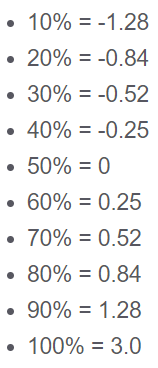 • 10% = -1.28
• 20% = -0.84
• 30% = -0.52
• 40% = -0.25
• 50% = 0
• 60% = 0.25
• 70% = 0.52
• 80% = 0.84
• 90% = 1.28
• 100% = 3.0